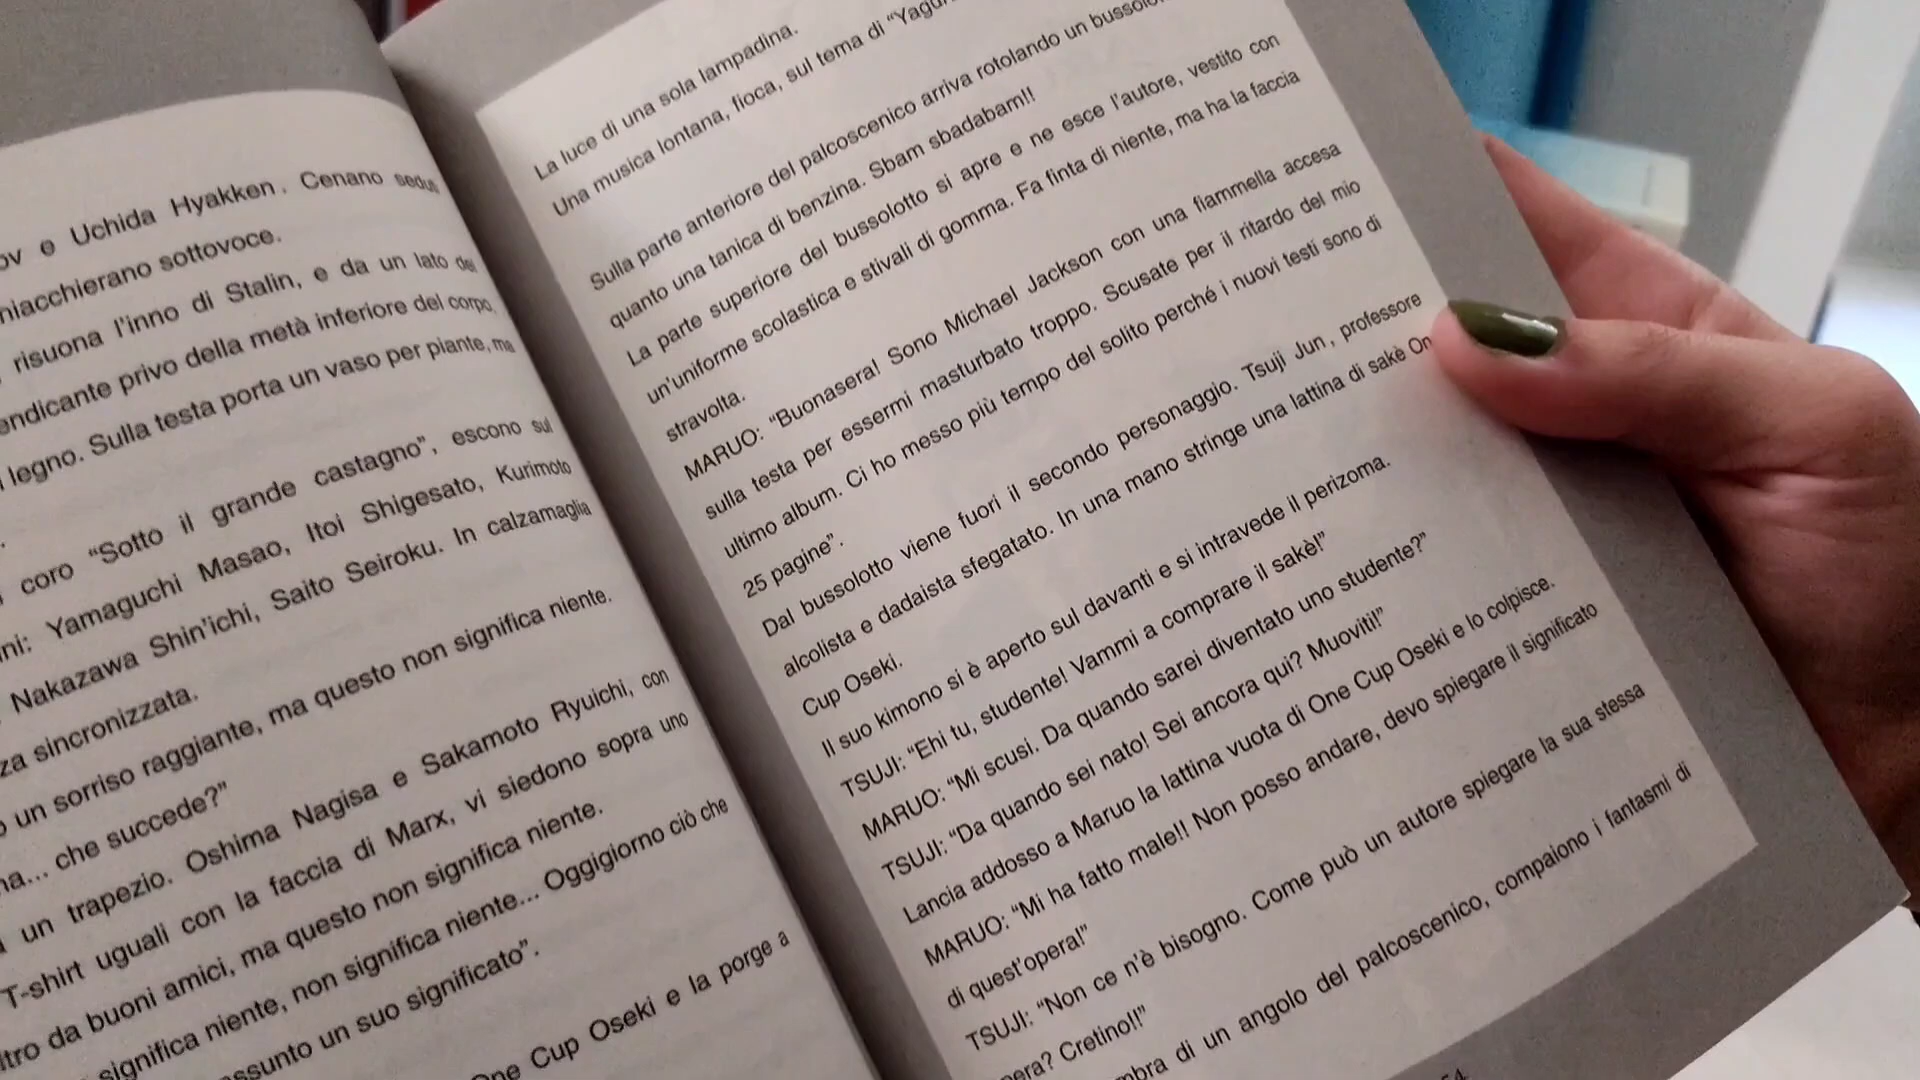 e Uchida Hyakken. Cenano
sottovoce.
risuona l'inno di Stalin, e da un lato
privo della metà inferiore del corpo,
legno. Sulla testa porta un vaso per piante, ma
coro “Sotto il grande castagno”, escono sul
Yamaguchi Masao, Itoi Shigesato, Kurimoto
Nakazawa Shin'ichi, Saito Seiroku. In calzamaglia
sincronizzata.
un sorriso raggiante, ma questo non significa niente.
che succede?”
un trapezio. Oshima Nagisa e Sakamoto Ryuichi, con
T-shirt uguali con la faccia di Marx, vi siedono sopra uno
da buoni amici, ma questo non significa niente.
significa niente, non significa niente... Oggigiorno ciò che
un suo significato”.
One Cup Oseki e la porge a
La luce di una sola lampadina.
Una musica lontana, fioca, sul tema di
Sulla parte anteriore del palcoscenico arriva rotolando un
quanto una tanica di benzina. Sbam sbadabam!!
La parte superiore del bussolotto si apre e ne esce l'autore, vestito con
un'uniforme scolastica e stivali di gomma. Fa finta di niente, ma ha la faccia
stravolta.
MARUO: “Buonasera! Sono Michael Jackson con una fiammella accesa
sulla testa per essermi masturbato troppo. Scusate per il ritardo del mio
ultimo album. Ci ho messo più tempo del solito perché i nuovi testi sono di
25 pagine”.
Dal bussolotto viene fuori il secondo personaggio. Tsuji Jun, professore
alcolista e dadaista sfegatato. In una mano stringe una lattina di sakè
Cup Oseki.
Il suo kimono si è aperto sul davanti e si intravede il perizoma.
TSUJI: “Ehi tu, studente! Vammi a comprare il sakè!”
MARUO: “Mi scusi. Da quando sarei diventato uno studente?”
TSUJI: “Da quando sei nato! Sei ancora qui? Muoviti!”
Lancia addosso a Maruo la lattina vuota di One Cup Oseki e lo colpisce.
MARUO: “Mi ha fatto male!! Non posso andare, devo spiegare il significato
di quest'opera!”
TSUJI: “Non ce n'è bisogno. Come può un autore spiegare la sua stessa
Cretino!!”
di un angolo del palcoscenico, compaiono i fantasmi di